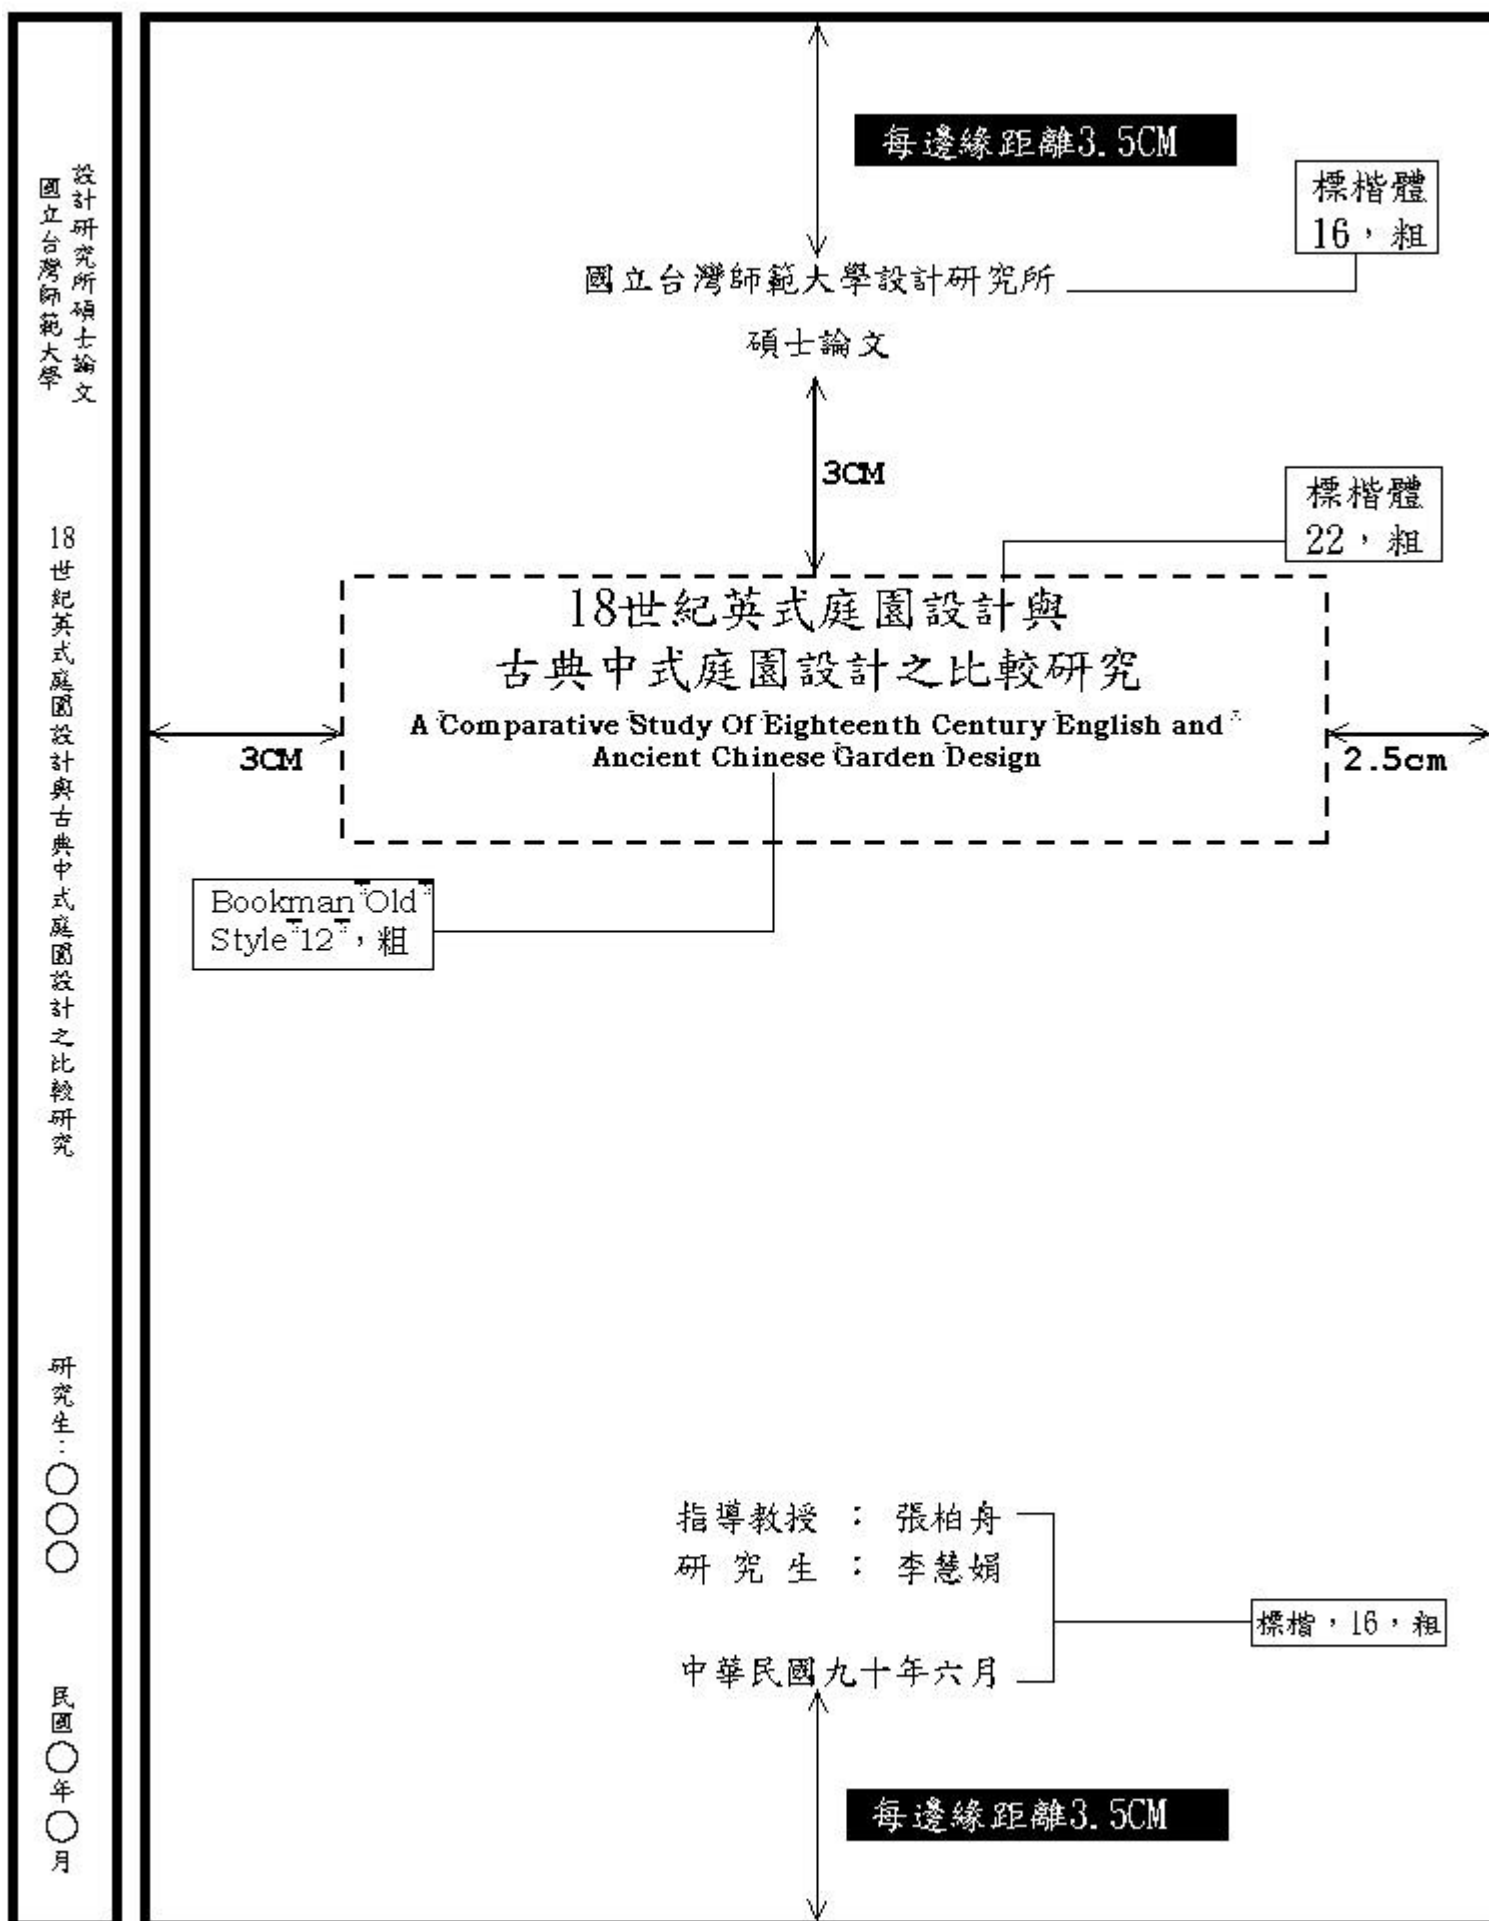 設計研究所碩士論文
國立台灣師範大學
18世紀英式庭園設計與古典中式庭園設計之比較研究
研究生:○○○
民國○年○月
每邊緣距離3.5CM
標楷體
16，粗
國立台灣師範大學設計研究所
碩士論文
3CM
標楷體
22，粗
18世紀英式庭園設計與
古典中式庭園設計之比較研究
A Comparative Study Of Eighteenth Century English and
Ancient Chinese Garden Design
3CM
2.5cm
Bookman Old
Style 12，粗
指導教授 ： 張柏舟
研 究 生 ： 李慧娟
標楷，16，粗
中華民國九十年六月
每邊緣距離3.5CM